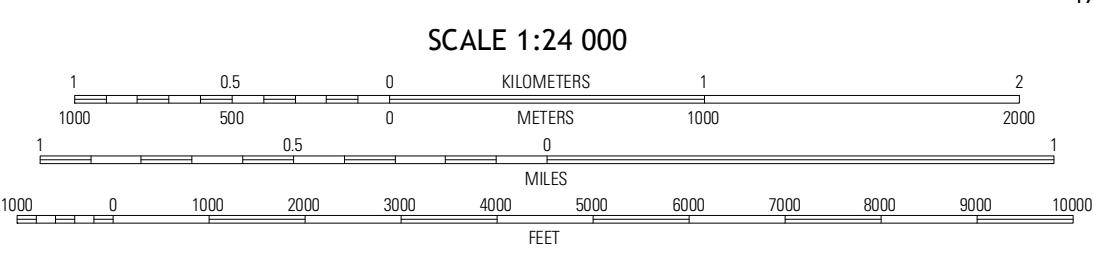 SCALE 1:24 000
1 0.5 0 KILOMETERS 1 2
1000 500 0 METERS 1000 2000
1 0.5 0 1
MILES
1000 0 1000 2000 3000 4000 5000 6000 7000 8000 9000 10000
FEET